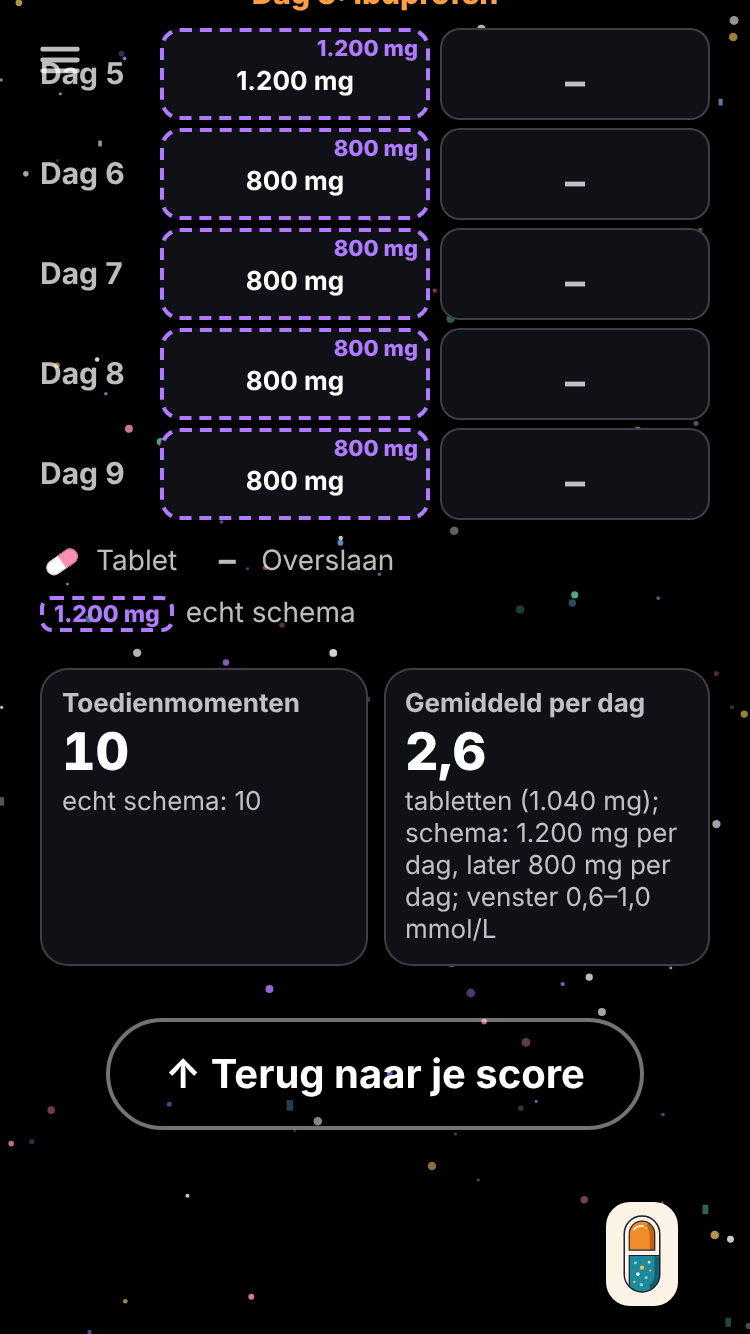 Dag 5
1.200 mg
1.200 mg
–
Dag 6
800 mg
800 mg
–
Dag 7
800 mg
800 mg
–
Dag 8
800 mg
800 mg
–
Dag 9
800 mg
800 mg
–
Tablet – Overslaan
1.200 mg echt schema
Toedienmomenten
10
echt schema: 10
Gemiddeld per dag
2,6
tabletten (1.040 mg);
schema: 1.200 mg per
dag, later 800 mg per
dag; venster 0,6–1,0
mmol/L
↑ Terug naar je score